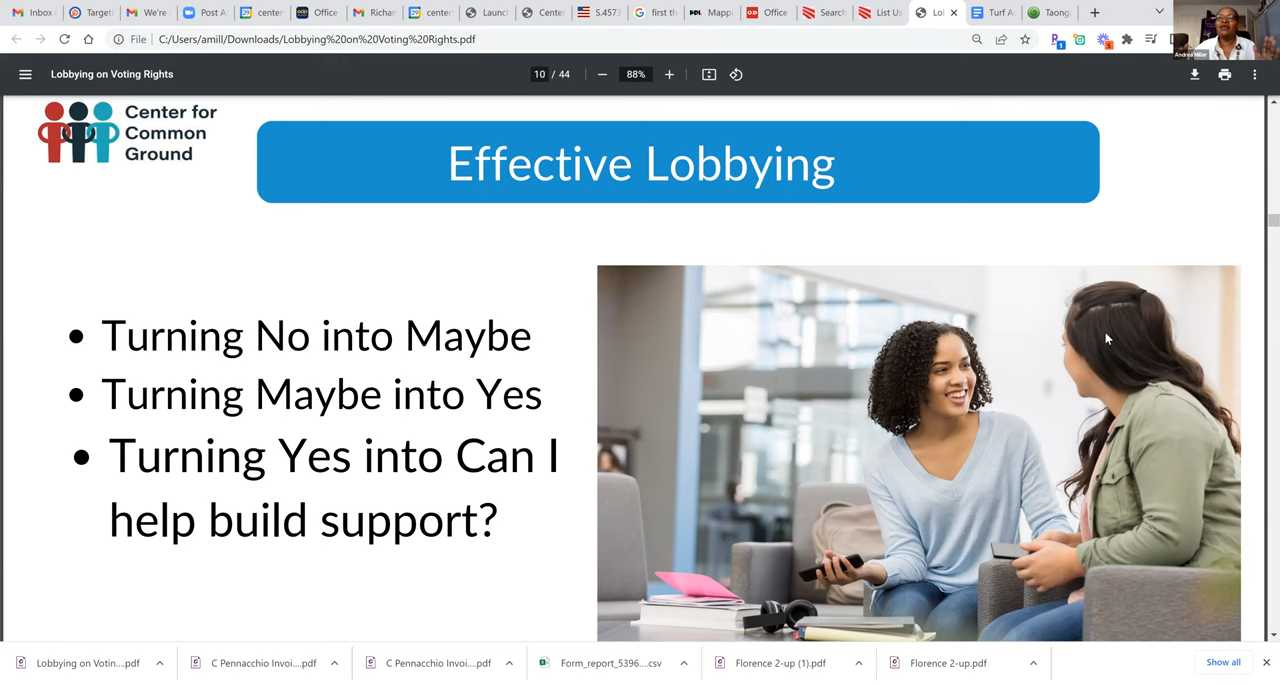 Inbox
Target
We're
Post A
center
Office
Richar
center
Launc
Cente
S.4573
first th
Mapp
Office
Search
List Us
Lol
Turf A
Taong
File
C:/Users/amill/Downloads/Lobbying%20on%20Voting%20Rights.pdf
Lobbying on Voting Rights
10 / 44
88%
Center for
Common
Ground
Effective Lobbying
• Turning No into Maybe
• Turning Maybe into Yes
• Turning Yes into Can I
help build support?
Lobbying on Votin....pdf
C Pennacchio Invoi....pdf
C Pennacchio Invoi....pdf
Form_report_5396....csv
Florence 2-up (1).pdf
Florence 2-up.pdf
Show all